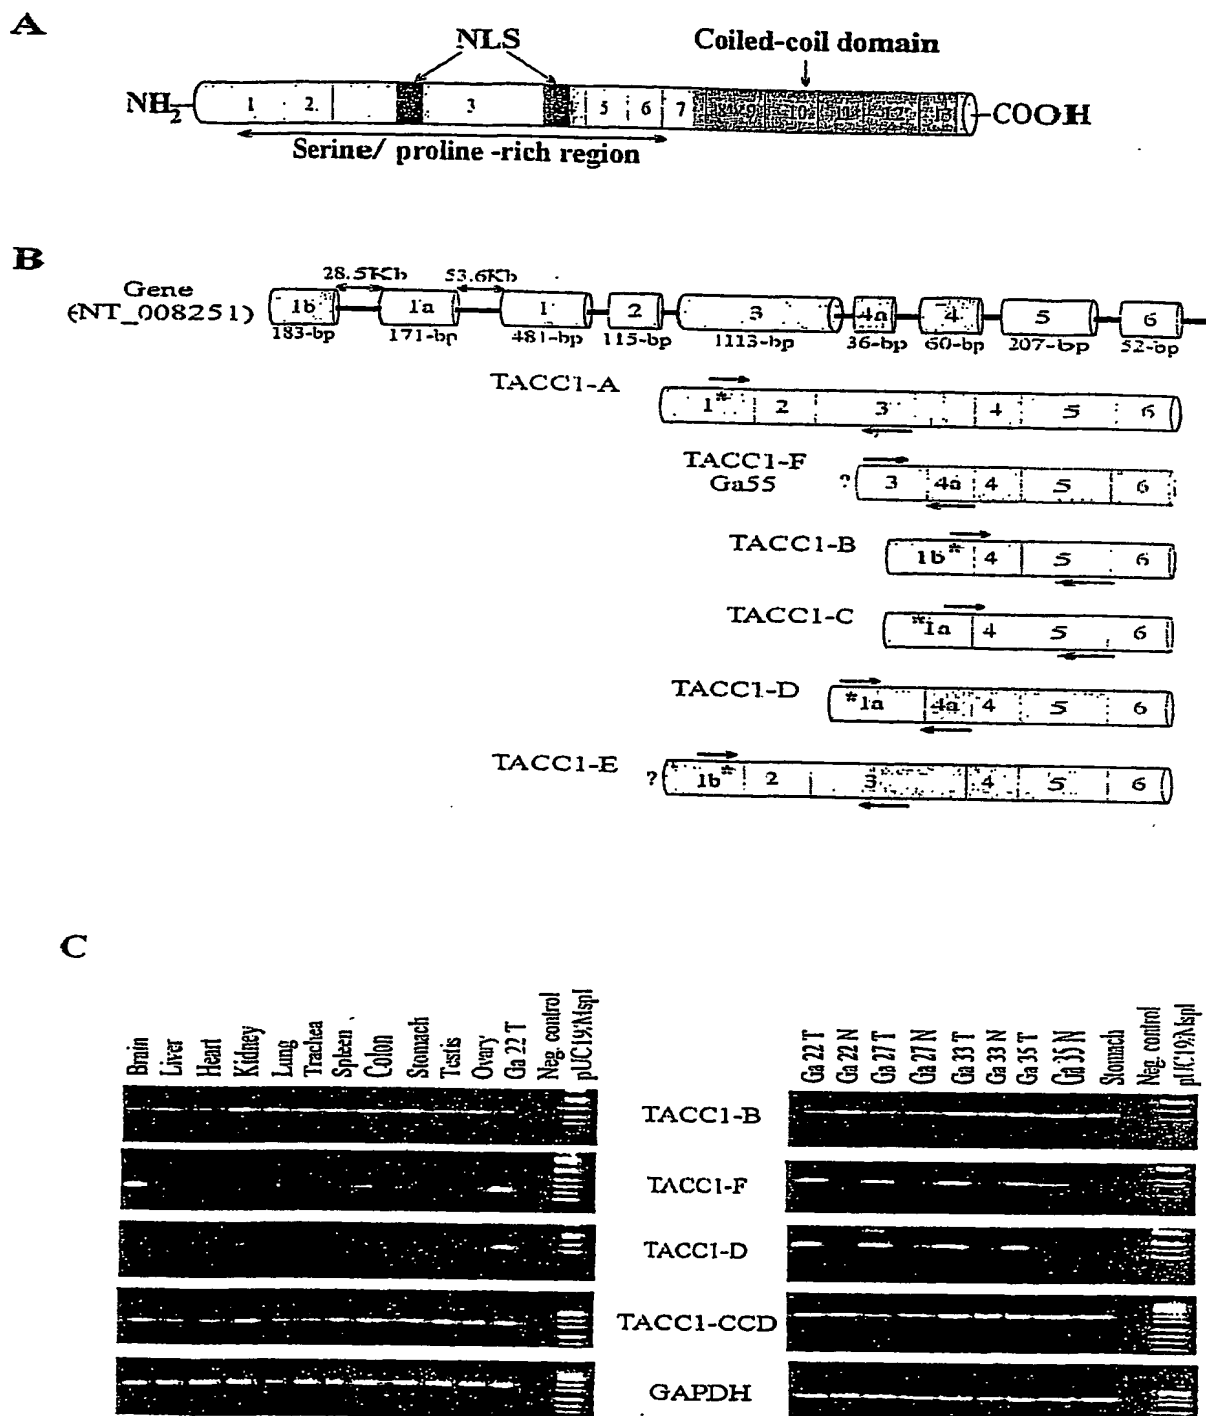 A
NLS
Coiled-coil domain
NH2
1 2. 3 5 6 7 8 9 10 11 12 13
COOH
Serine/ proline -rich region
B
28.5Kb 53.6Kb
Gene
(NT_008251)
1b 1a 1 2 3 4a 4 5 6
183-bp 171-bp 481-bp 115-bp 1113-bp 36-bp 60-bp 207-bp 52-bp
TACC1-A
1* 2 3 4 5 6
TACC1-F
Ga55
? 3 4a 4 5 6
TACC1-B
1b* 4 5 6
TACC1-C
*1a 4 5 6
TACC1-D
*1a 4a 4 5 6
TACC1-E
? 1b* 2 3 4 5 6
C
Brain Liver Heart Kidney Lung Trachea Spleen Colon Stomach Testis Ovary Ga 22 T Neg. control pUC19/MspI
Ga 22 T Ga 22 N Ga 27 T Ga 27 N Ga 33 T Ga 33 N Ga 35 T Ga 35 N Stomach Neg. control pUC19/MspI
TACC1-B
TACC1-F
TACC1-D
TACC1-CCD
GAPDH